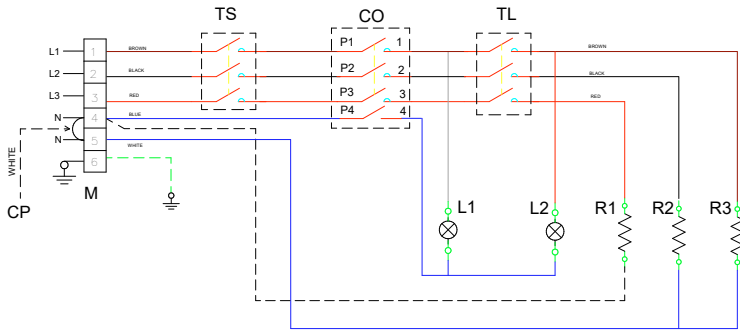 TS CO TL
L1 1 BROWN P1 1 BROWN
L2 2 BLACK P2 2 BLACK
L3 3 RED P3 3 RED
N 4 BLUE P4 4
N 5 WHITE
6
WHITE
CP M
L1 L2 R1 R2 R3